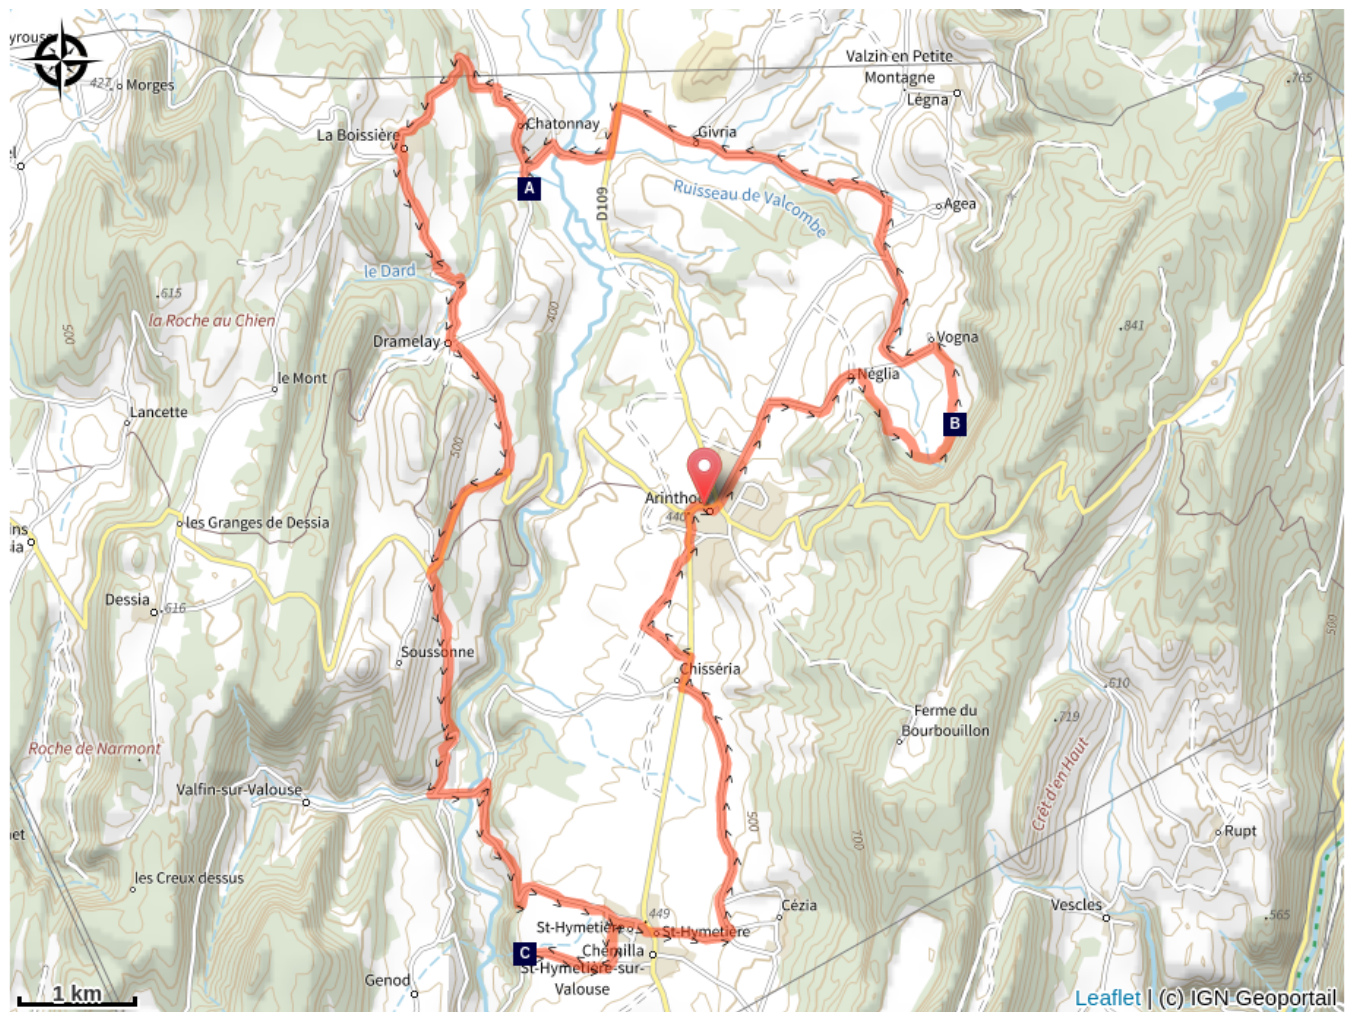 Valzin en Petite
Montagne
427
Morges
Légna
765
Chatonnay
La Boissière
Givria
A
D109
Ruisseau de Valcombe
Agea
le Dard
615
400
la Roche au Chien
500
841
Dramelay
Vogna
le Mont
Néglia
Lancette
B
500
Arintho
440
les Granges de Dessia
Dessia
616
500
Soussonne
Chisséria
610
Ferme du
Bourbouillon
719
Roche de Narmont
Crêt d'en Haut
Valfin-sur-Valouse
500
700
Rupt
les Creux dessus
449
Cézia
Vescles
565
St-Hymetière
St-Hymetière
C
Chemilla
St-Hymetière-sur-
Valouse
Genod
1 km
Leaflet | (c) IGN Geoportail